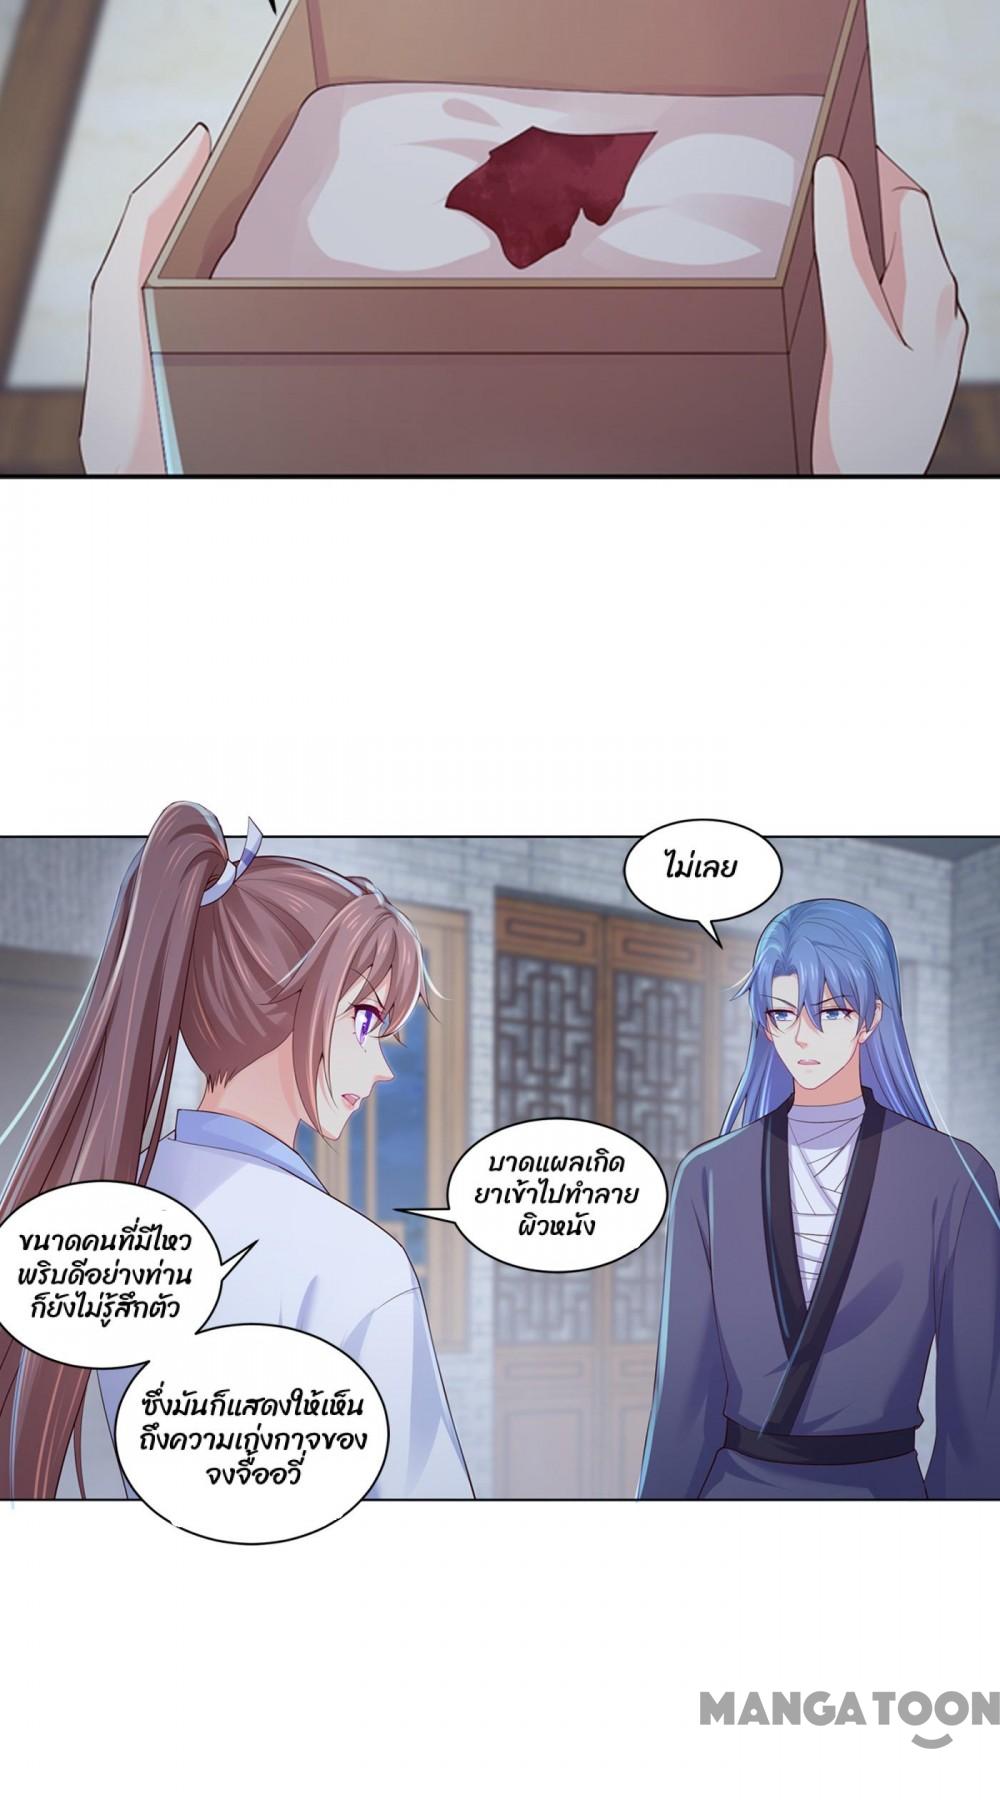 ไม่เลย
บาดแผลเกิด
ยาเข้าไปทำลาย
ผิวหนัง
ขนาดคนที่มีไหว
พริบดีอย่างท่าน
ก็ยังไม่รู้สึกตัว
ซึ่งมันก็แสดงให้เห็น
ถึงความเก่งกาจของ
จงจื้ออวี่
MANGATOON